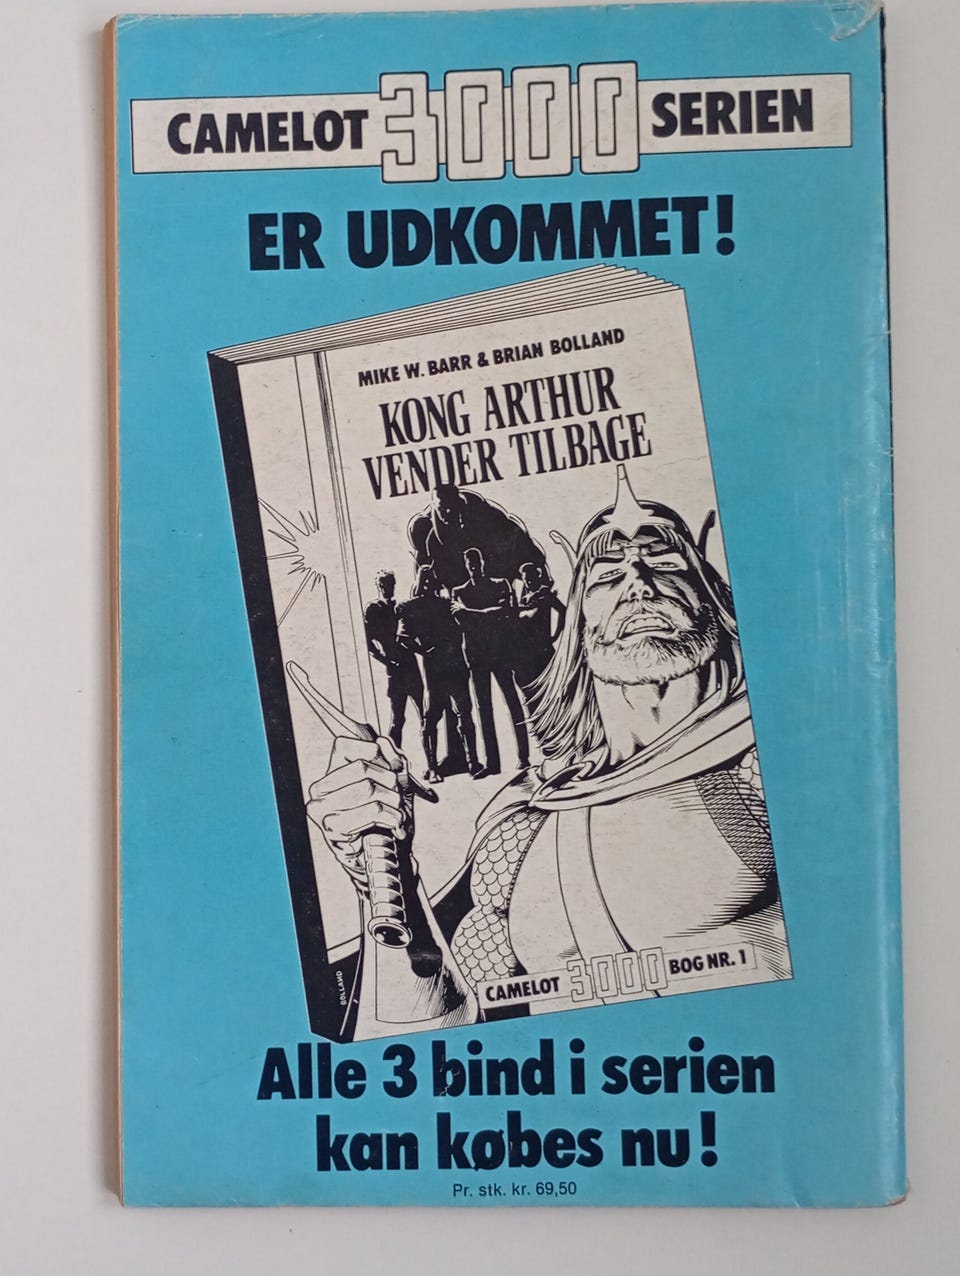 CAMELOT 3000 SERIEN
ER UDKOMMET!
MIKE W. BARR & BRIAN BOLLAND
KONG ARTHUR
VENDER TILBAGE
BOLLAND
CAMELOT 3000 BOG NR. 1
Alle 3 bind i serien
kan købes nu!
Pr. stk. kr. 69,50